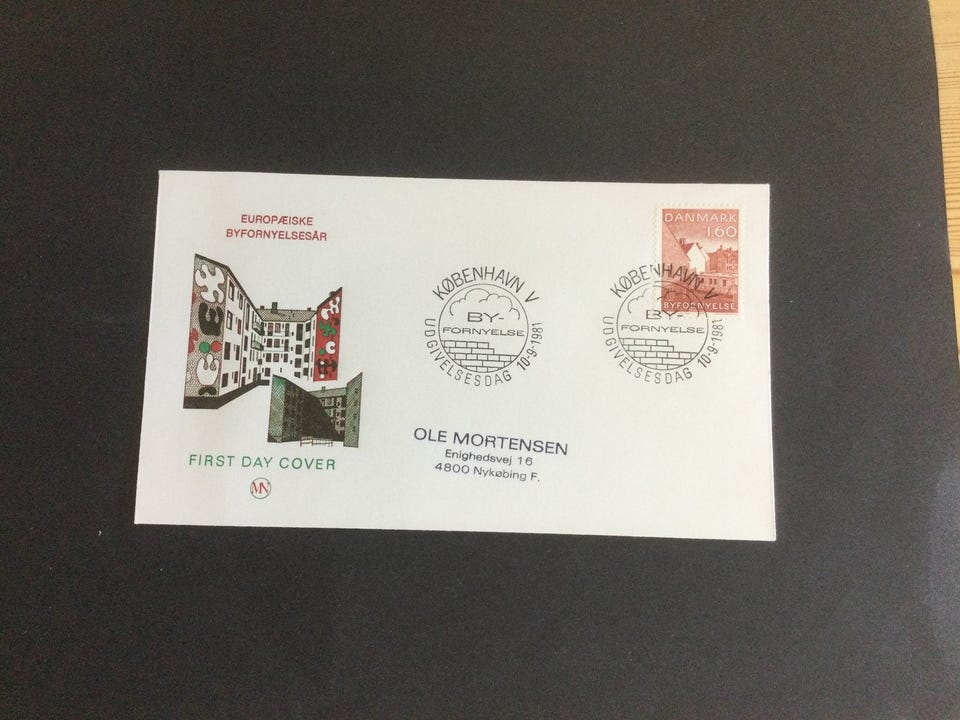 EUROPÆISKE
BYFORNYELSESÅR
FIRST DAY COVER
MN
KØBENHAVN V
BY-
FORNYELSE
UDGIVELSESDAG 10-9-1981
DANMARK
1.60
BYFORNYELSE
KØBENHAVN V
BY-
FORNYELSE
UDGIVELSESDAG 10-9-1981
OLE MORTENSEN
Enighedsvej 16
4800 Nykøbing F.